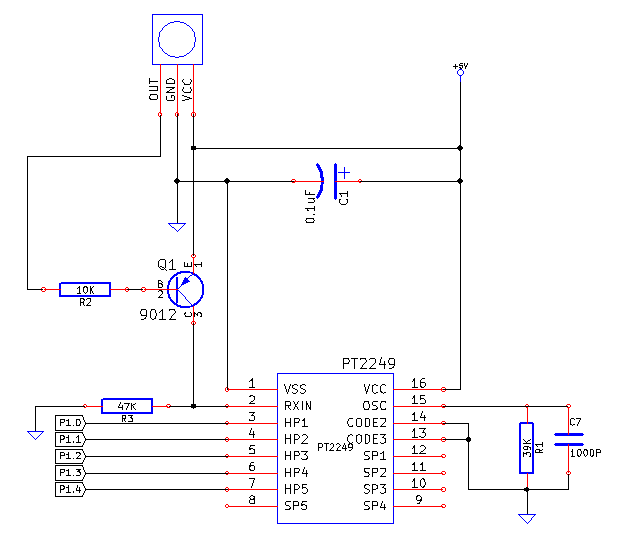 +5V
OUT
GND
VCC
0.1uF
+
C1
Q1
E
1
B
2
10K
R2
9012
C
3
PT2249
1 VSS VCC 16
2 RXIN OSC 15
3 HP1 CODE2 14
4 HP2 CODE3 13
5 HP3 SP1 12
6 HP4 SP2 11
7 HP5 SP3 10
8 SP5 SP4 9
PT2249
47K
R3
P1.0
P1.1
P1.2
P1.3
P1.4
39K
R1
C7
100P